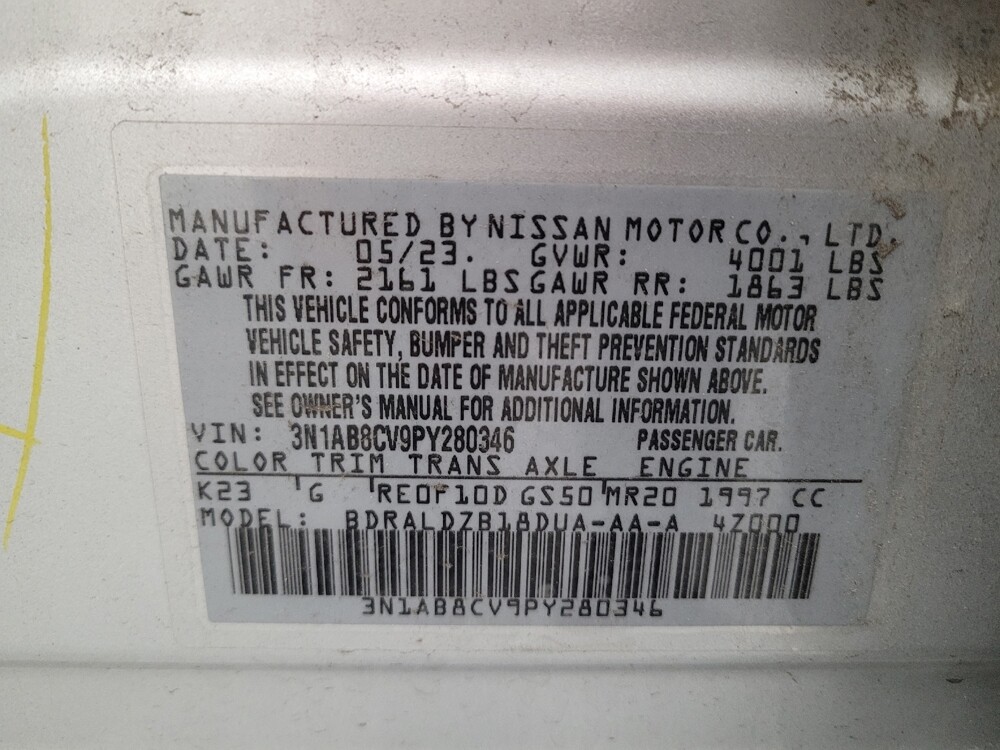 MANUFACTURED BY NISSAN MOTOR CO., LTD.
DATE: 05/23. GVWR: 4001 LBS
GAWR FR: 2161 LBS GAWR RR: 1863 LBS
THIS VEHICLE CONFORMS TO ALL APPLICABLE FEDERAL MOTOR
VEHICLE SAFETY, BUMPER AND THEFT PREVENTION STANDARDS
IN EFFECT ON THE DATE OF MANUFACTURE SHOWN ABOVE.
SEE OWNER'S MANUAL FOR ADDITIONAL INFORMATION.
VIN: 3N1AB8CV9PY280346 PASSENGER CAR.
COLOR TRIM TRANS AXLE ENGINE
K23 G RE0F10D GS50 MR20 1997 CC
MODEL: BDRALDZB18DUA-AA-A 4Z000
3N1AB8CV9PY280346